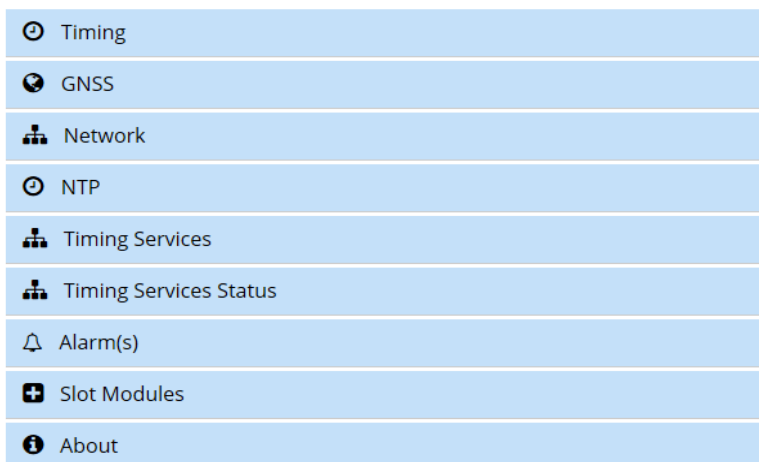 Timing
GNSS
Network
NTP
Timing Services
Timing Services Status
Alarm(s)
Slot Modules
About